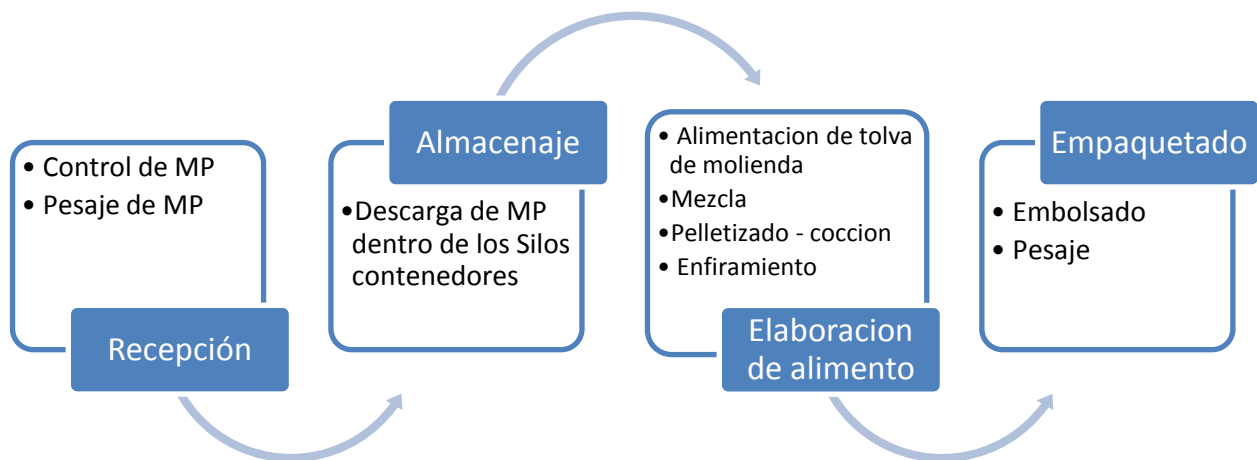 • Control de MP
• Pesaje de MP
Recepción
Almacenaje
•Descarga de MP
dentro de los Silos
contenedores
• Alimentacion de tolva
de molienda
•Mezcla
•Pelletizado - coccion
• Enfiramiento
Elaboracion
de alimento
Empaquetado
• Embolsado
• Pesaje